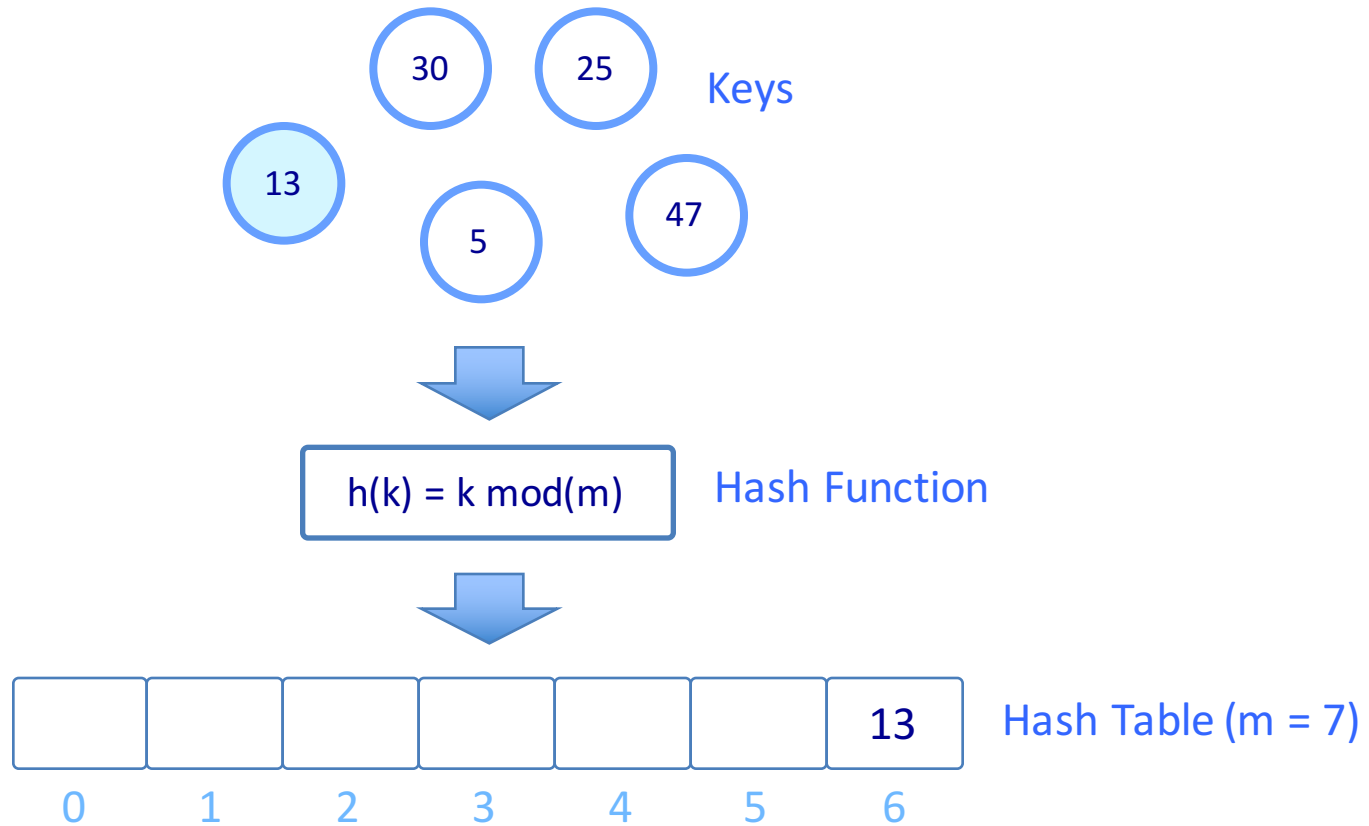 30
25
Keys
13
47
5
h(k) = k mod(m)
Hash Function
13
Hash Table (m = 7)
0 1 2 3 4 5 6